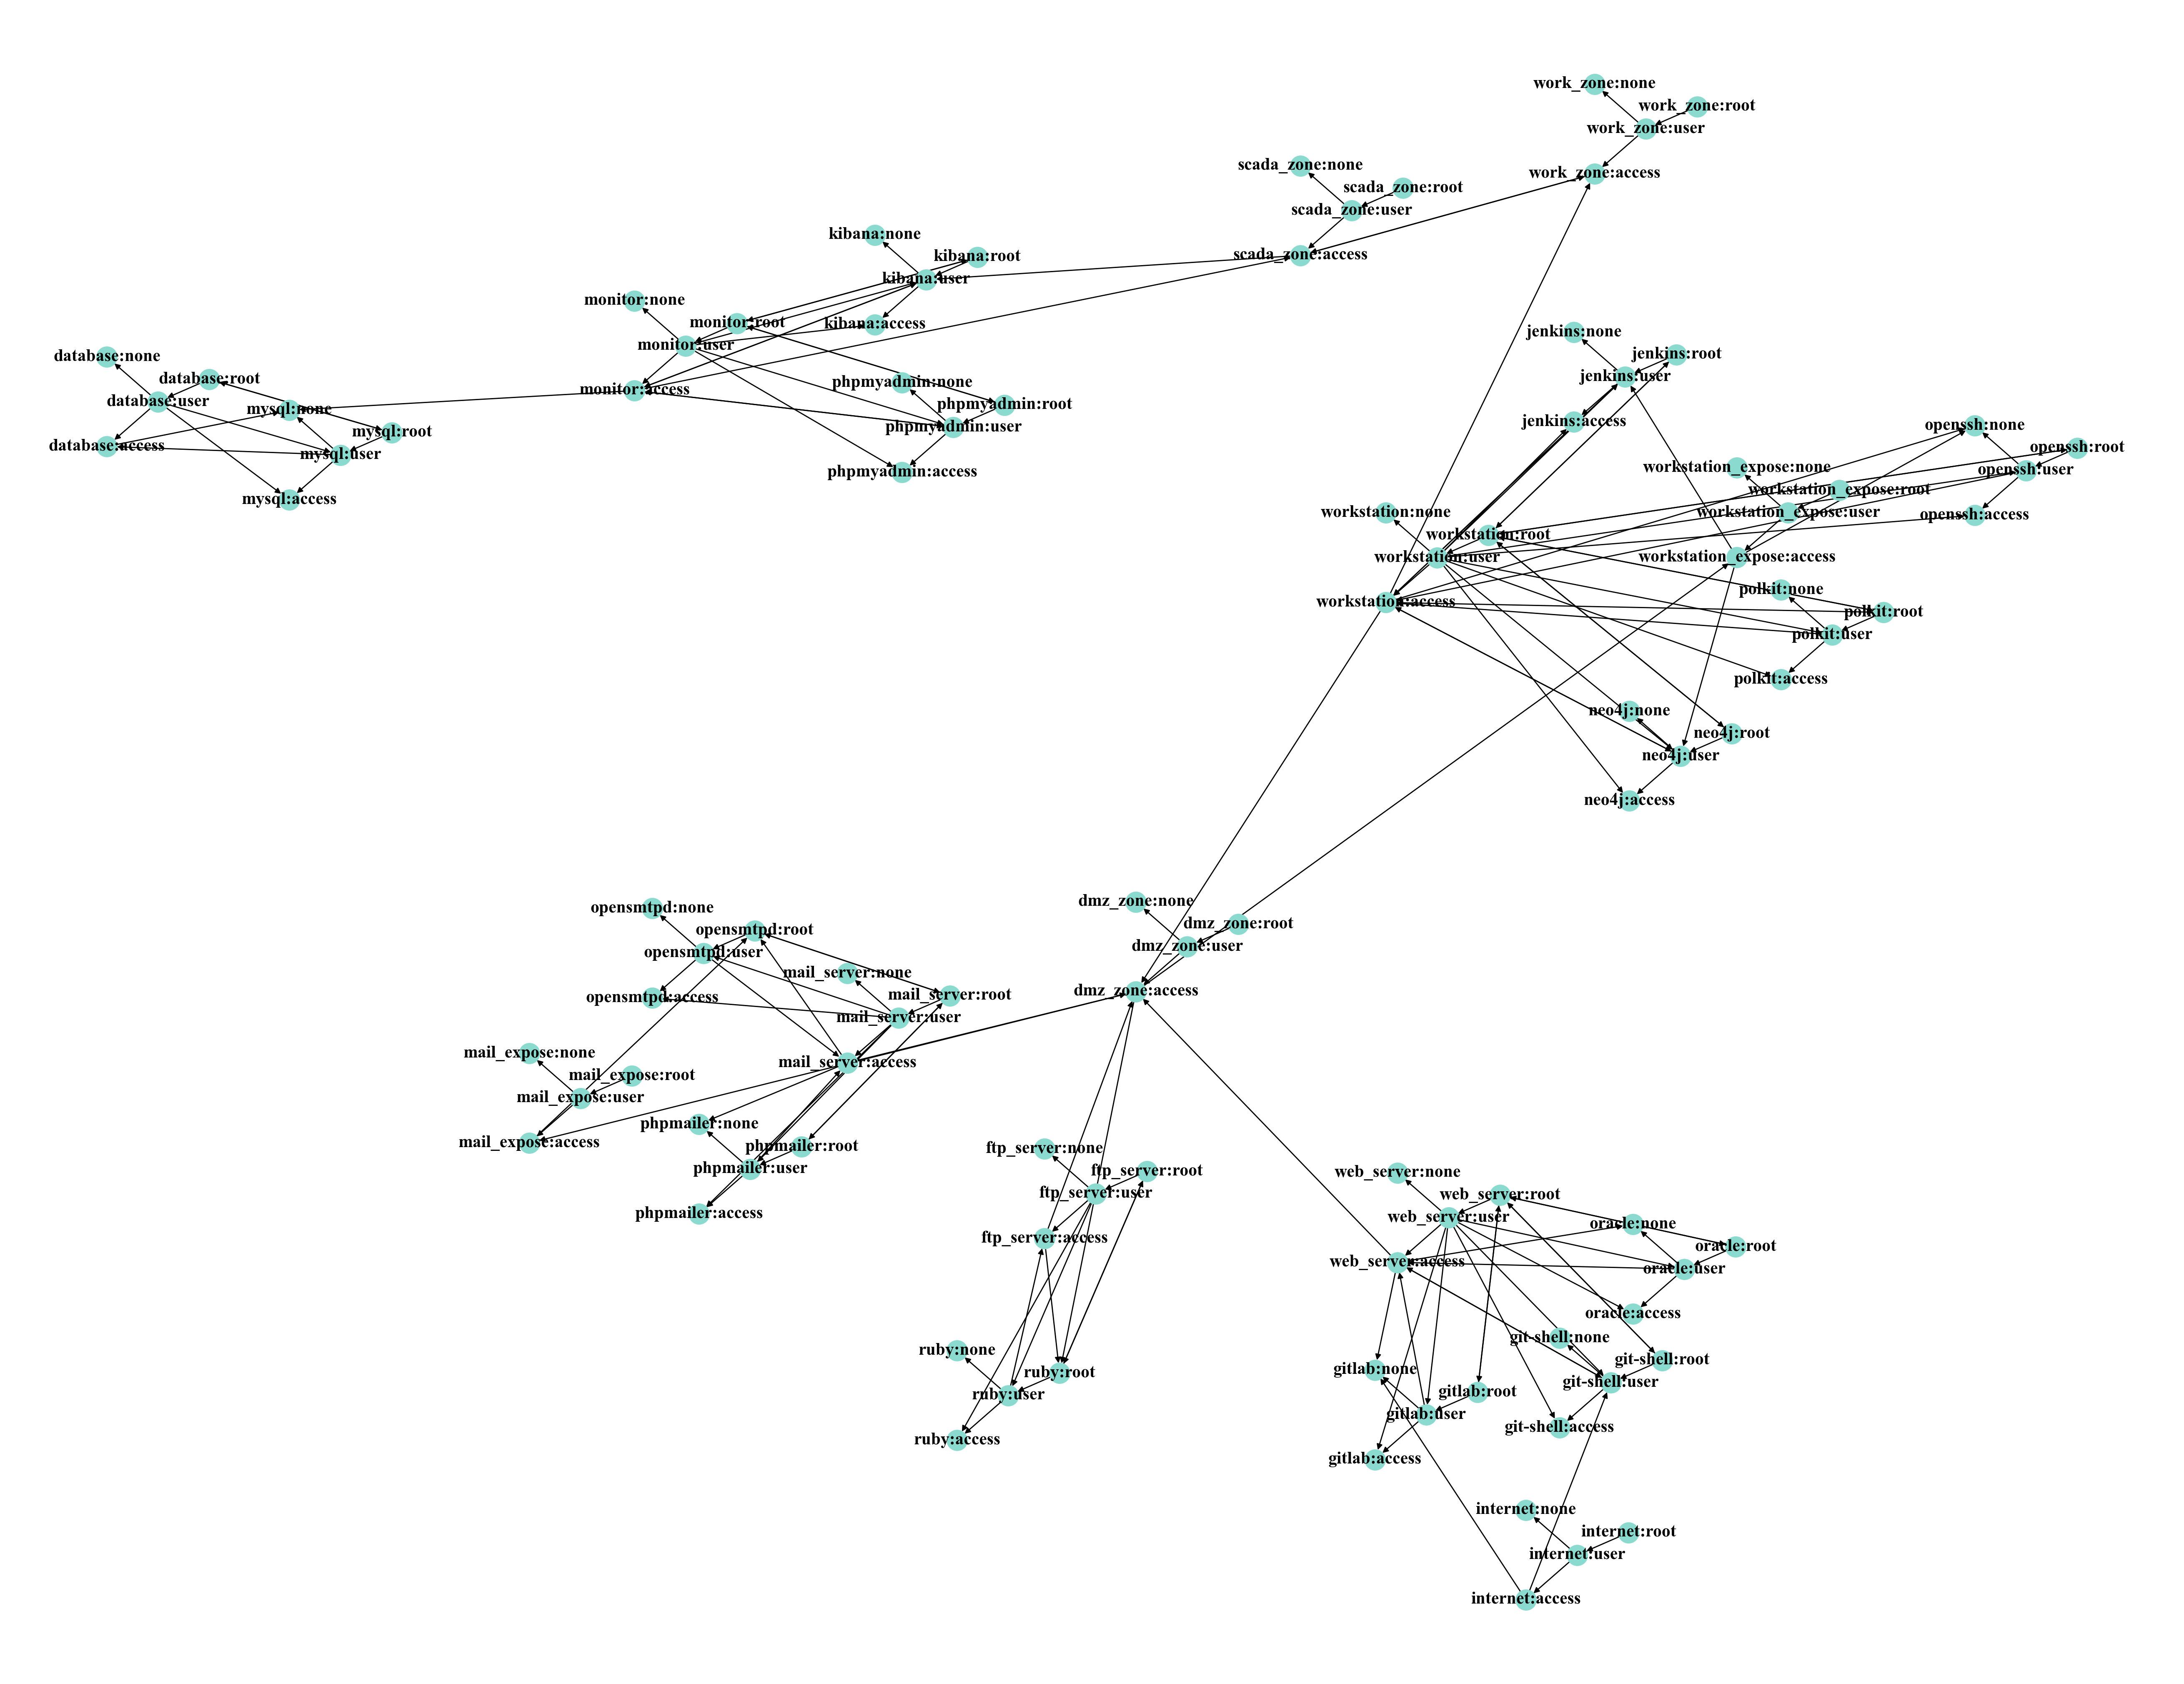 work_zone:none
work_zone:root
work_zone:user
work_zone:access
scada_zone:none
scada_zone:root
scada_zone:user
scada_zone:access
kibana:none
kibana:root
kibana:user
kibana:access
monitor:none
monitor:root
monitor:user
monitor:access
phpmyadmin:none
phpmyadmin:root
phpmyadmin:user
phpmyadmin:access
database:none
database:root
database:user
database:access
mysql:none
mysql:root
mysql:user
mysql:access
jenkins:none
jenkins:root
jenkins:user
jenkins:access
openssh:none
openssh:root
openssh:user
openssh:access
workstation_expose:none
workstation_expose:root
workstation_expose:user
workstation_expose:access
workstation:none
workstation:root
workstation:user
workstation:access
polkit:none
polkit:root
polkit:user
polkit:access
neo4j:none
neo4j:root
neo4j:user
neo4j:access
dmz_zone:none
dmz_zone:root
dmz_zone:user
dmz_zone:access
opensmtpd:none
opensmtpd:root
opensmtpd:user
opensmtpd:access
mail_server:none
mail_server:root
mail_server:user
mail_server:access
mail_expose:none
mail_expose:root
mail_expose:user
mail_expose:access
phpmailer:none
phpmailer:root
phpmailer:user
phpmailer:access
ftp_server:none
ftp_server:root
ftp_server:user
ftp_server:access
ruby:none
ruby:root
ruby:user
ruby:access
web_server:none
web_server:root
web_server:user
web_server:access
oracle:none
oracle:root
oracle:user
oracle:access
git-shell:none
git-shell:root
git-shell:user
git-shell:access
gitlab:none
gitlab:root
gitlab:user
gitlab:access
internet:none
internet:root
internet:user
internet:access